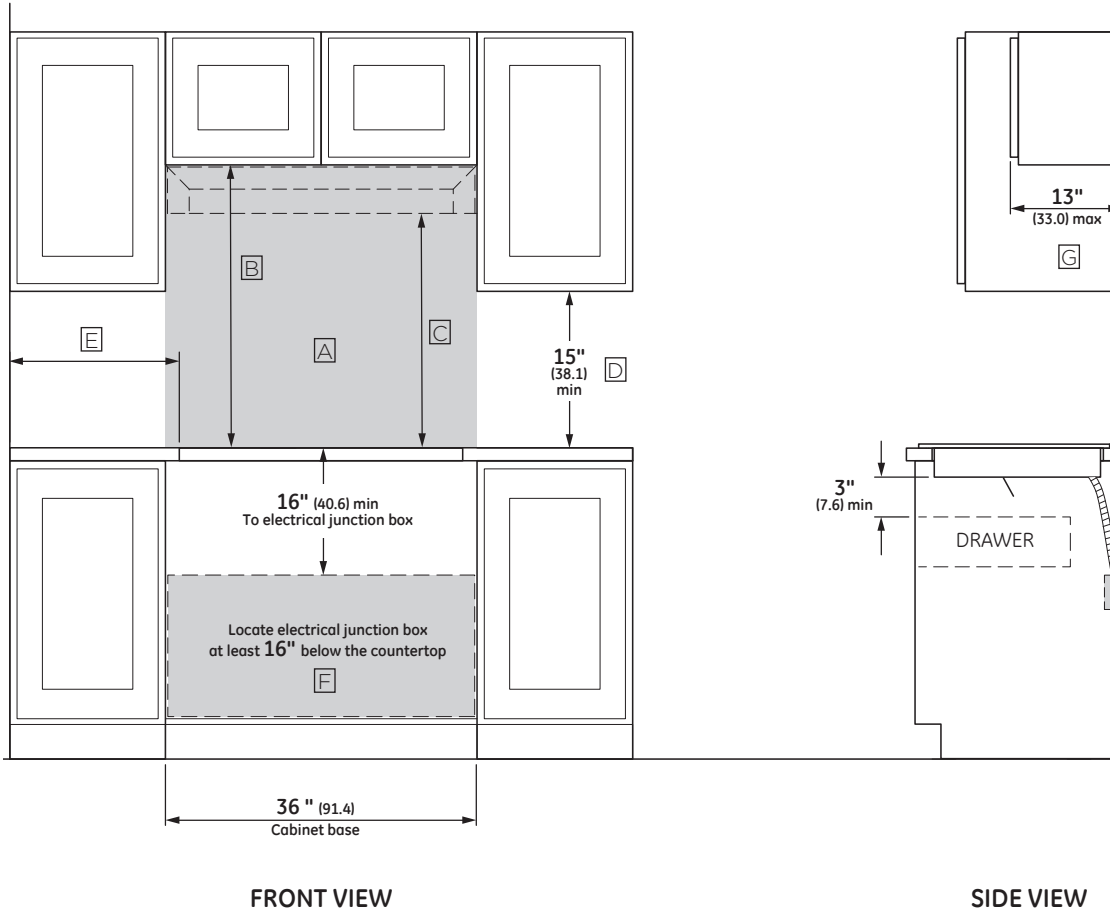 B
E
A
C
15"
(38.1)
min
D
16" (40.6) min
To electrical junction box
Locate electrical junction box
at least 16" below the countertop
F
36 " (91.4)
Cabinet base
FRONT VIEW
13"
(33.0) max
G
3"
(7.6) min
DRAWER
SIDE VIEW